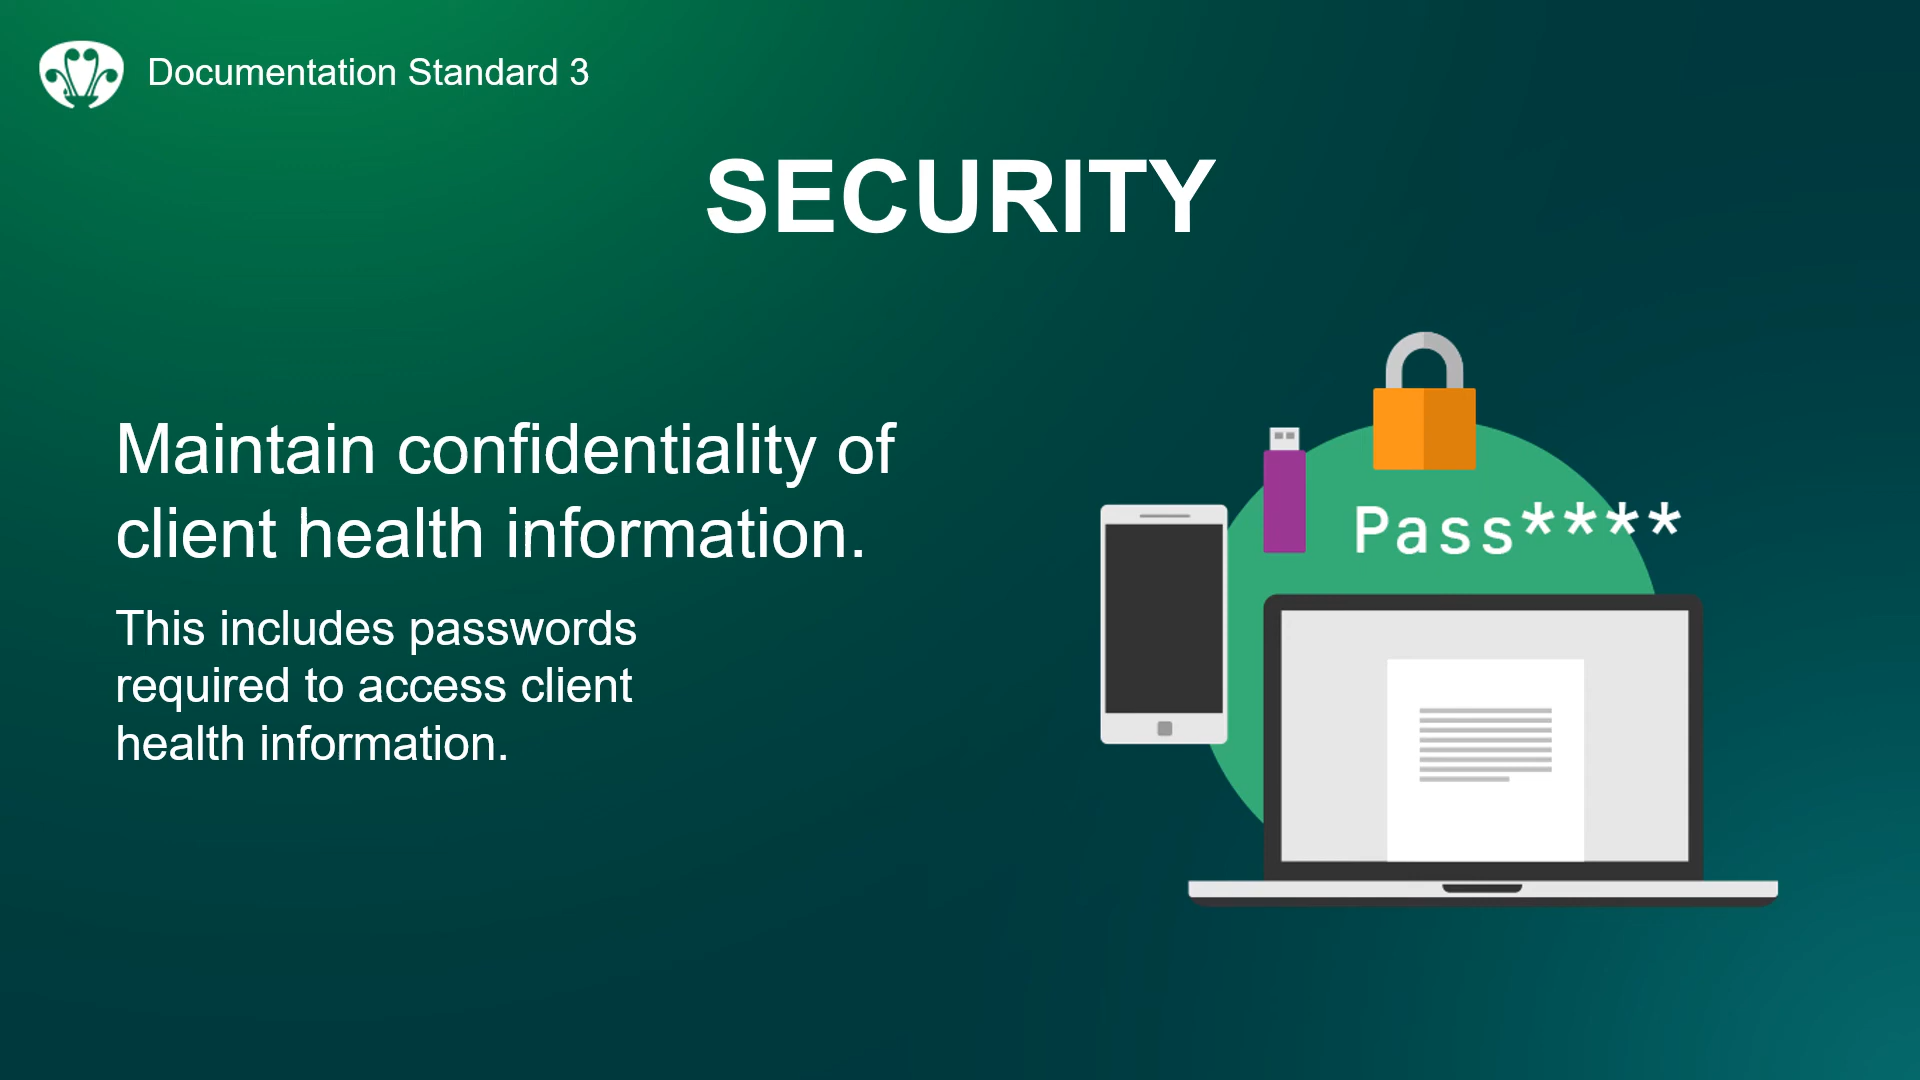 Documentation Standard 3
SECURITY
Maintain confidentiality of
client health information.
This includes passwords
required to access client
health information.
Pass****